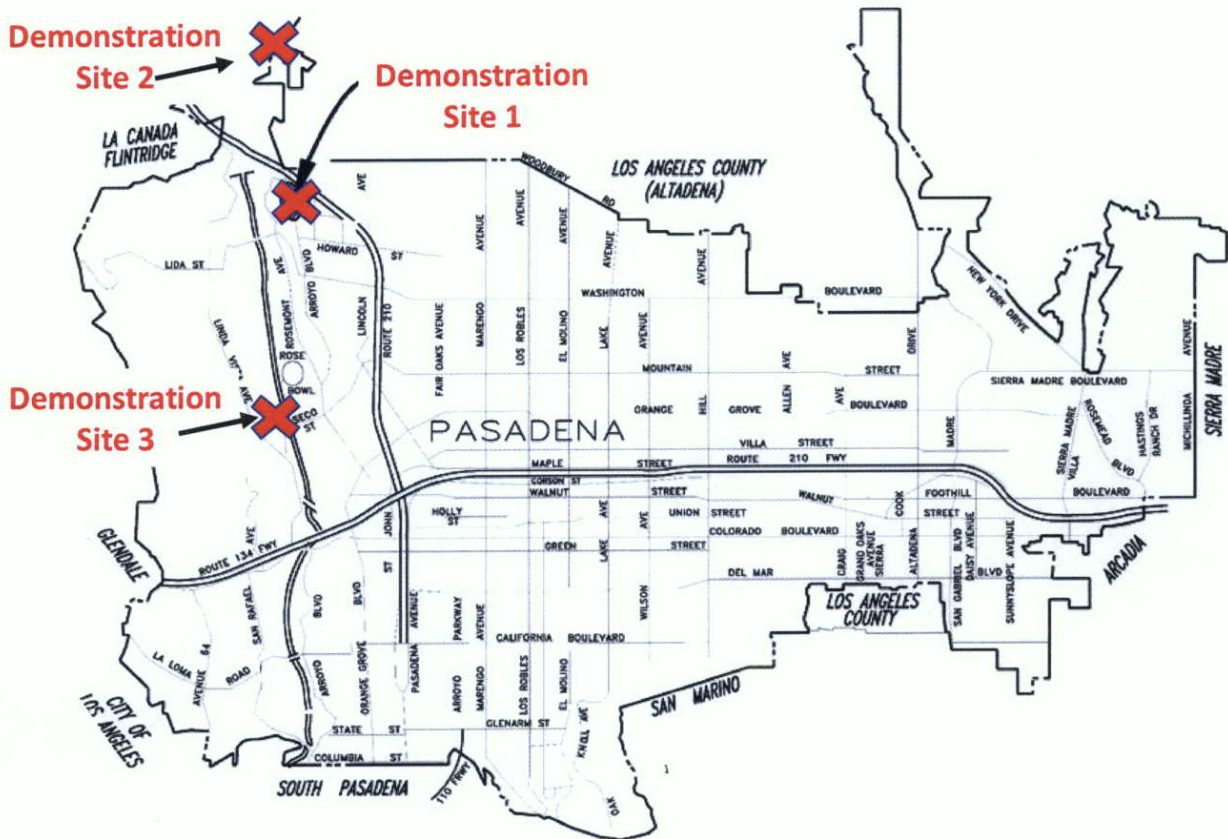 Demonstration
Site 2
Demonstration
Site 1
LA CANADA
FLINTRIDGE
WOODBURY
RD
LOS ANGELES COUNTY
(ALTADENA)
AVE
HOWARD
ST
LIDA ST
AVE
ARROYO BLVD
ROSEMONT
LINCOLN
ROUTE 210
FAIR OAKS AVENUE
MARENGO
AVENUE
LOS ROBLES
AVENUE
EL MOLINO
AVENUE
LAKE
AVENUE
AVENUE
HILL
AVENUE
WASHINGTON
BOULEVARD
NEW YORK DRIVE
LINDA VISTA AVE
ROSE
BOWL
SECO
ST
MOUNTAIN
STREET
DRIVE
SIERRA MADRE BOULEVARD
MICHILLINDA
AVENUE
SIERRA MADRE
Demonstration
Site 3
ORANGE
GROVE
BOULEVARD
ALLEN
AVE
AVE
MADRE
PASADENA
VILLA
STREET
SIERRA MADRE
VILLA
ROSEMEAD
BLVD
HASTINGS
RANCH DR
MAPLE
STREET
ROUTE
210
FWY
CORSON ST
WALNUT
STREET
WALNUT
COOK
FOOTHILL
BOULEVARD
HOLLY
ST
UNION
STREET
STREET
COLORADO
BOULEVARD
GREEN
STREET
JOHN
ST
AVE
LAKE
AVE
WILSON
GLENDALE
ROUTE 134 FWY
AVE
SAN RAFAEL
BLVD
ARROYO
BLVD
ORANGE GROVE
DEL MAR
BLVD
CRAIG
GRAND OAKS
AVENUE
SIERRA
ALTADENA
SAN GABRIEL BLVD
DAISY AVENUE
SUNNYSLOPE AVENUE
ARCADIA
LOS ANGELES
COUNTY
PASADENA
AVENUE
ARROYO
PARKWAY
MARENGO
AVENUE
CALIFORNIA
BOULEVARD
LOS ROBLES
EL MOLINO
LA LOMA
ROAD
AVENUE
64
CITY OF
LOS ANGELES
SAN MARINO
STATE
ST
GLENARM ST
COLUMBIA
ST
KNOLL AVE
OAK
SOUTH PASADENA
110 FRWY
1